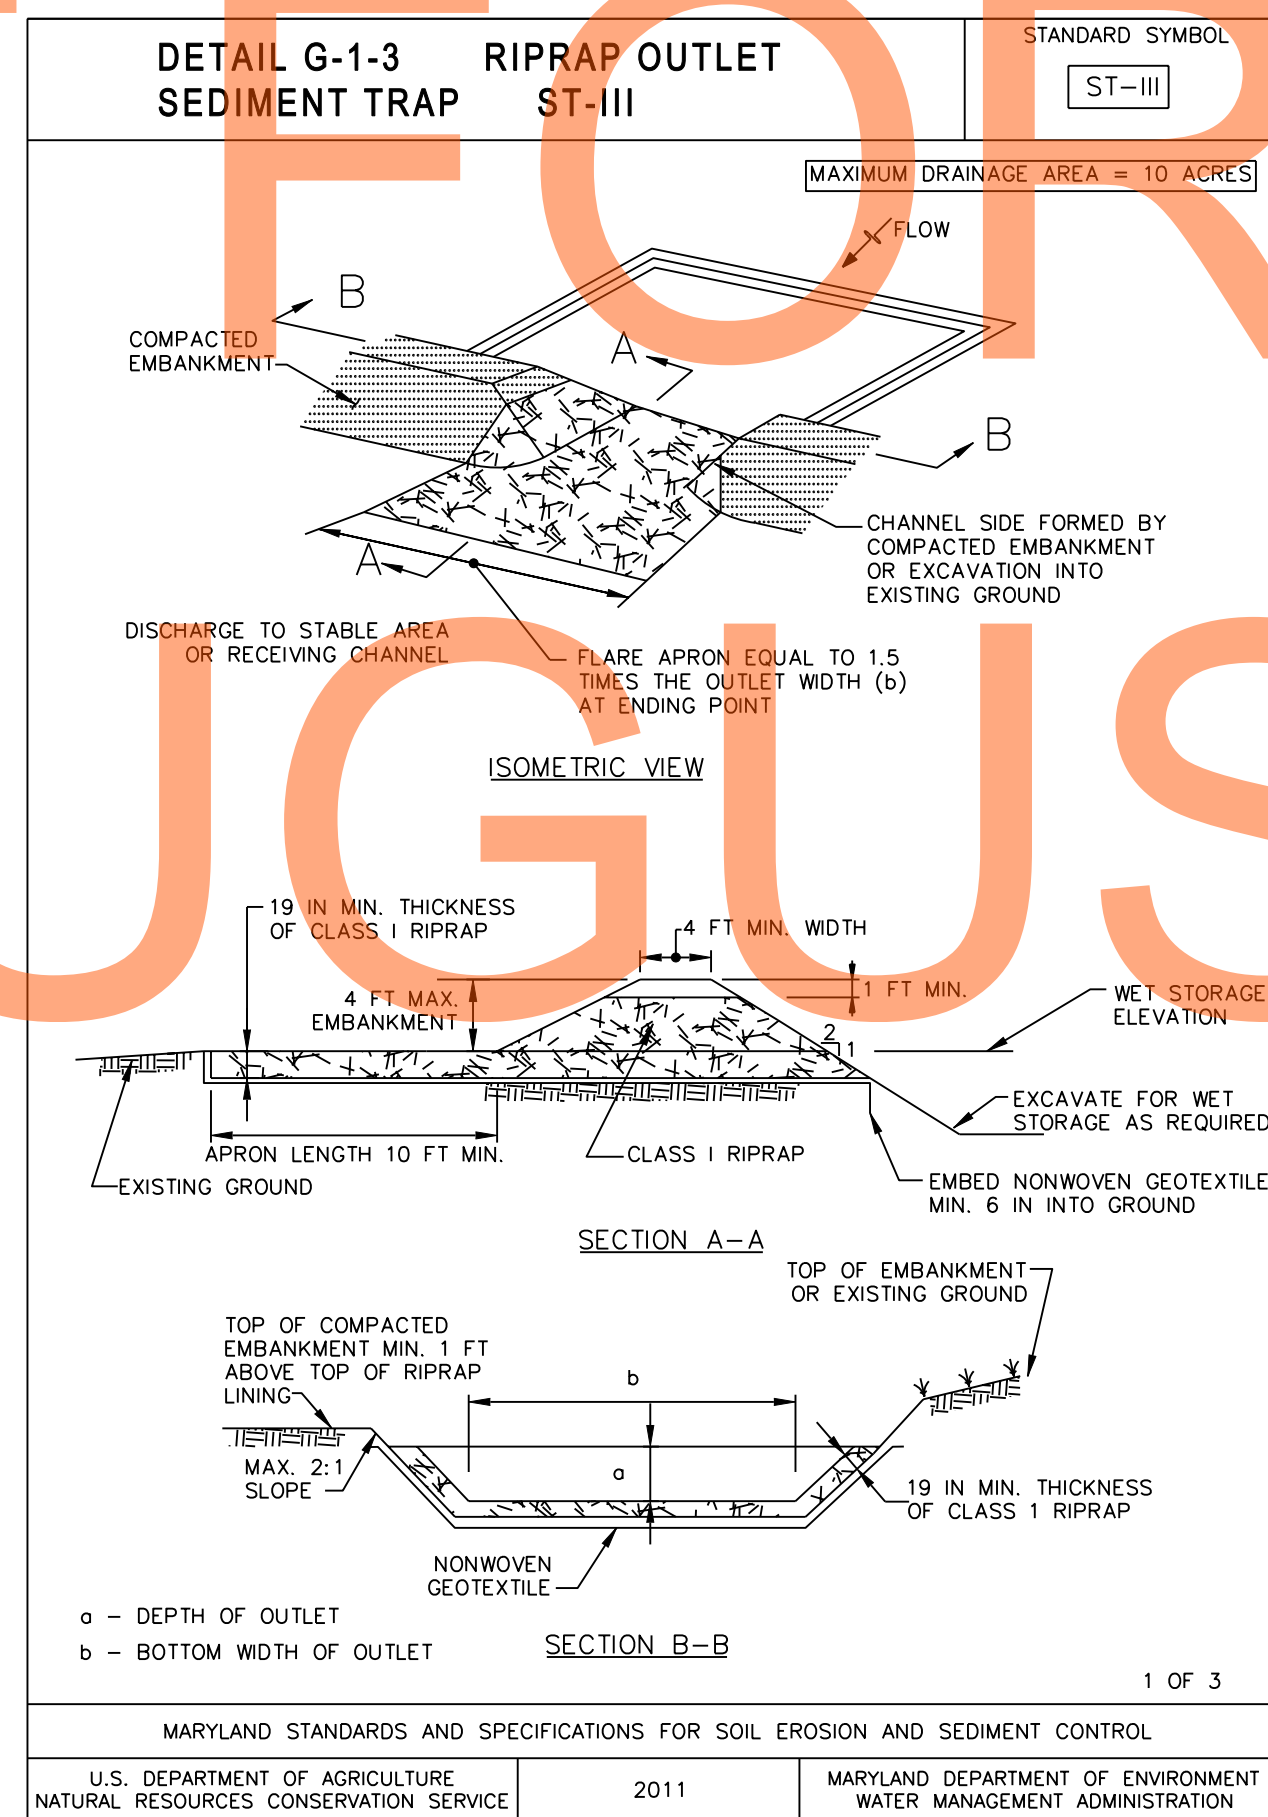 DETAIL G-1-3 RIPRAP OUTLET
SEDIMENT TRAP ST-III
STANDARD SYMBOL
ST-III
MAXIMUM DRAINAGE AREA = 10 ACRES
FLOW
B
COMPACTED
EMBANKMENT
A
B
CHANNEL SIDE FORMED BY
COMPACTED EMBANKMENT
OR EXCAVATION INTO
EXISTING GROUND
A
DISCHARGE TO STABLE AREA
OR RECEIVING CHANNEL
FLARE APRON EQUAL TO 1.5
TIMES THE OUTLET WIDTH (b)
AT ENDING POINT
ISOMETRIC VIEW
19 IN MIN. THICKNESS
OF CLASS I RIPRAP
4 FT MIN. WIDTH
4 FT MAX.
EMBANKMENT
1 FT MIN.
WET STORAGE
ELEVATION
2
1
EXCAVATE FOR WET
STORAGE AS REQUIRED
APRON LENGTH 10 FT MIN.
CLASS I RIPRAP
EXISTING GROUND
EMBED NONWOVEN GEOTEXTILE
MIN. 6 IN INTO GROUND
SECTION A-A
TOP OF EMBANKMENT
OR EXISTING GROUND
TOP OF COMPACTED
EMBANKMENT MIN. 1 FT
ABOVE TOP OF RIPRAP
LINING
b
a
MAX. 2:1
SLOPE
19 IN MIN. THICKNESS
OF CLASS 1 RIPRAP
NONWOVEN
GEOTEXTILE
a - DEPTH OF OUTLET
b - BOTTOM WIDTH OF OUTLET
SECTION B-B
1 OF 3
MARYLAND STANDARDS AND SPECIFICATIONS FOR SOIL EROSION AND SEDIMENT CONTROL
U.S. DEPARTMENT OF AGRICULTURE
NATURAL RESOURCES CONSERVATION SERVICE
2011
MARYLAND DEPARTMENT OF ENVIRONMENT
WATER MANAGEMENT ADMINISTRATION
FOR
UGUS